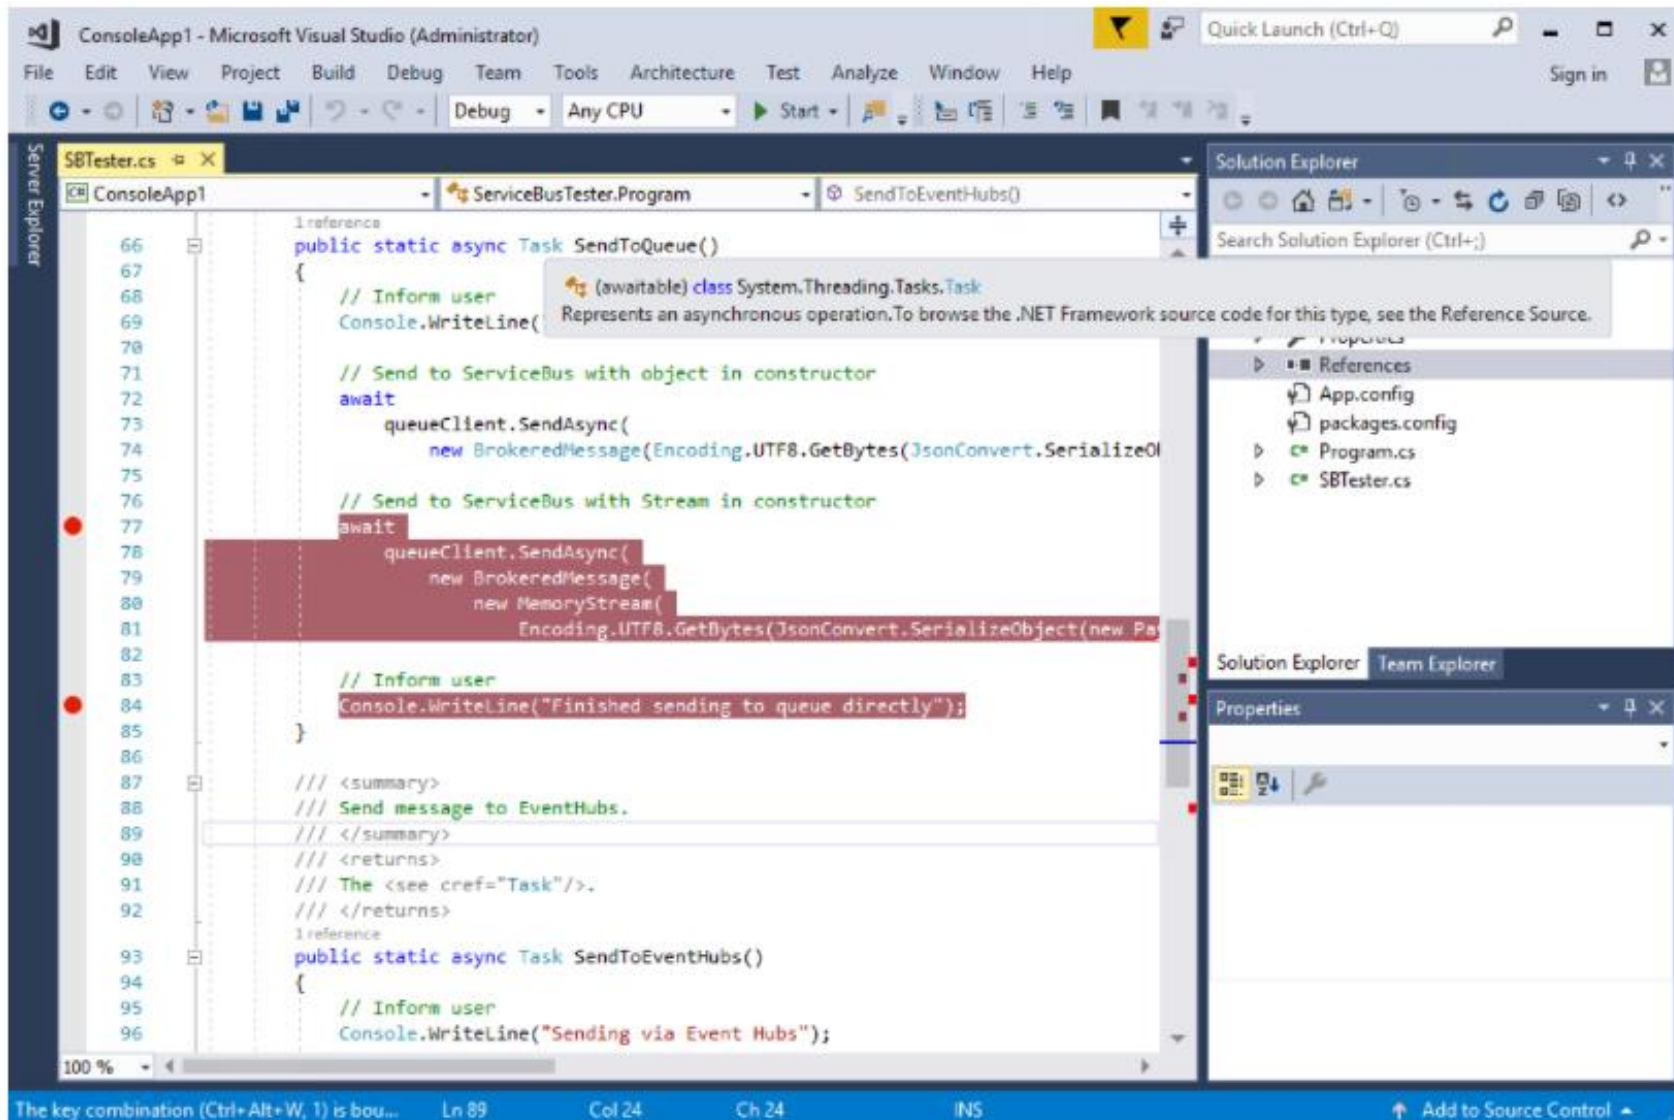 ConsoleApp1 - Microsoft Visual Studio (Administrator)
Quick Launch (Ctrl+Q)
File Edit View Project Build Debug Team Tools Architecture Test Analyze Window Help
Sign in
Debug Any CPU Start
Server Explorer
SBTester.cs
ConsoleApp1 ServiceBusTester.Program SendToEventHubs()
1 reference
66 public static async Task SendToQueue()
(awaitable) class System.Threading.Tasks.Task
Represents an asynchronous operation.To browse the .NET Framework source code for this type, see the Reference Source.
67 {
68 // Inform user
69 Console.WriteLine(
70
71 // Send to ServiceBus with object in constructor
72 await
73 queueClient.SendAsync(
74 new BrokeredMessage(Encoding.UTF8.GetBytes(JsonConvert.SerializeO
75
76 // Send to ServiceBus with Stream in constructor
77 await
78 queueClient.SendAsync(
79 new BrokeredMessage(
80 new MemoryStream(
81 Encoding.UTF8.GetBytes(JsonConvert.SerializeObject(new Pa
82
83 // Inform user
84 Console.WriteLine("Finished sending to queue directly");
85 }
86
87 /// <summary>
88 /// Send message to EventHubs.
89 /// </summary>
90 /// <returns>
91 /// The <see cref="Task"/>.
92 /// </returns>
1 reference
93 public static async Task SendToEventHubs()
94 {
95 // Inform user
96 Console.WriteLine("Sending via Event Hubs");
100 %
Solution Explorer
Search Solution Explorer (Ctrl+;)
Properties
References
App.config
packages.config
C# Program.cs
C# SBTester.cs
Solution Explorer Team Explorer
Properties
The key combination (Ctrl+Alt+W, 1) is bou... Ln 89 Col 24 Ch 24 INS Add to Source Control